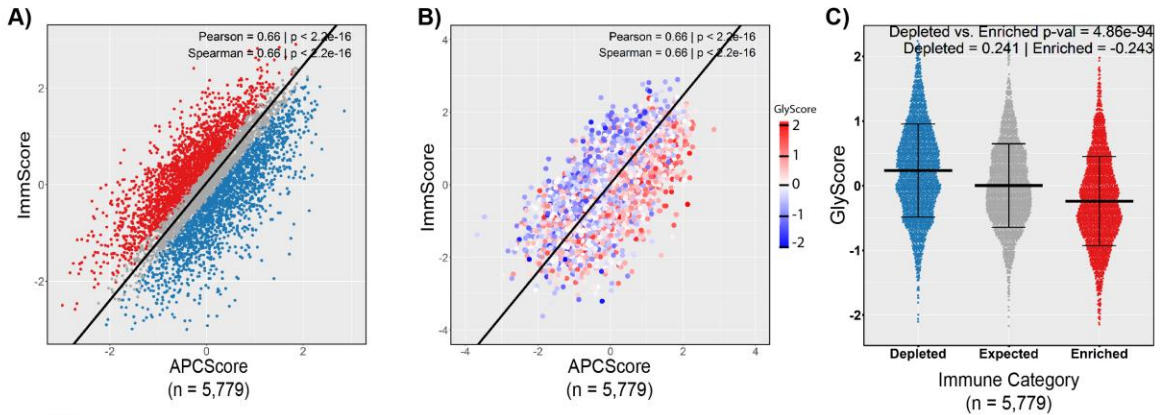 A)
Pearson = 0.66 | p < 2.2e-16
Spearman = 0.66 | p < 2.2e-16
2
0
-2
ImmScore
-2
0
2
APCScore
(n = 5,779)
B)
Pearson = 0.66 | p < 2.2e-16
Spearman = 0.66 | p < 2.2e-16
4
2
0
-2
-4
ImmScore
-4
-2
0
2
4
APCScore
(n = 5,779)
GlyScore
2
1
0
-1
-2
C)
Depleted vs. Enriched p-val = 4.86e-94
Depleted = 0.241 | Enriched = -0.243
2
1
0
-1
-2
GlyScore
Depleted
Expected
Enriched
Immune Category
(n = 5,779)